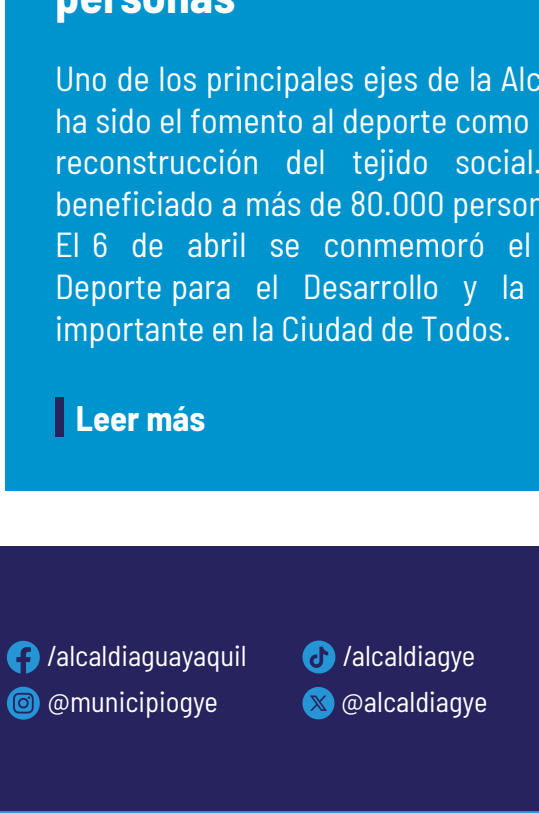 personas
Uno de los principales ejes de la
ha sido el fomento al deporte como
reconstrucción del tejido social.
beneficiado a más de 80.000
El 6 de abril se conmemoró el
Deporte para el Desarrollo y la
importante en la Ciudad de Todos.
Leer más
/alcaldiaguayaquil
/alcaldiagye
@municipiogye
@alcaldiagye